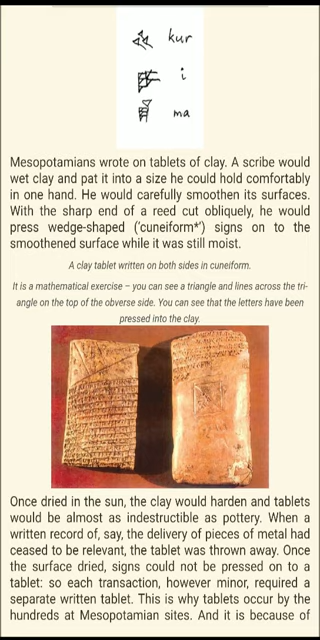 kur
i
ma
Mesopotamians wrote on tablets of clay. A scribe would
wet clay and pat it into a size he could hold comfortably
in one hand. He would carefully smoothen its surfaces.
With the sharp end of a reed cut obliquely, he would
press wedge-shaped (‘cuneiform*’) signs on to the
smoothened surface while it was still moist.
A clay tablet written on both sides in cuneiform.
It is a mathematical exercise – you can see a triangle and lines across the tri-
angle on the top of the obverse side. You can see that the letters have been
pressed into the clay.
Once dried in the sun, the clay would harden and tablets
would be almost as indestructible as pottery. When a
written record of, say, the delivery of pieces of metal had
ceased to be relevant, the tablet was thrown away. Once
the surface dried, signs could not be pressed on to a
tablet: so each transaction, however minor, required a
separate written tablet. This is why tablets occur by the
hundreds at Mesopotamian sites. And it is because of